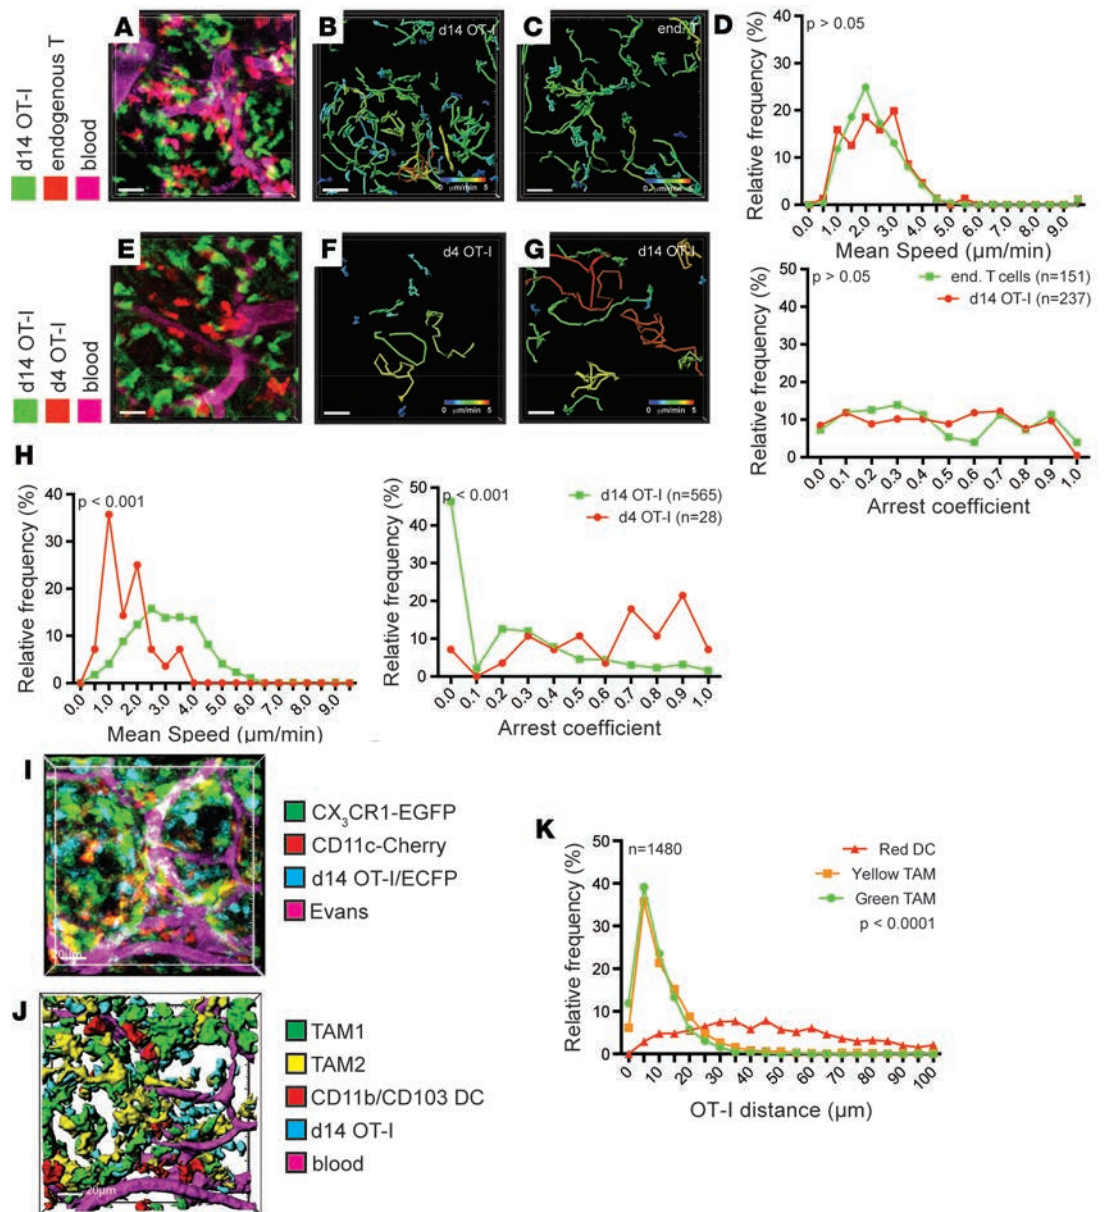 d14 OT-I
endogenous T
blood
A
B
d14 OT-I
0 μm/min 5
C
end. T
0 μm/min 5
D
p > 0.05
Relative frequency (%)
40
30
20
10
0
0.0
1.0
2.0
3.0
4.0
5.0
6.0
7.0
8.0
9.0
Mean Speed (μm/min)
p > 0.05
end. T cells (n=151)
d14 OT-I (n=237)
Relative frequency (%)
50
40
30
20
10
0
0.0
0.1
0.2
0.3
0.4
0.5
0.6
0.7
0.8
0.9
1.0
Arrest coefficient
d14 OT-I
d4 OT-I
blood
E
F
d4 OT-I
0 μm/min 5
G
d14 OT-I
0 μm/min 5
H
p < 0.001
Relative frequency (%)
40
30
20
10
0
0.0
1.0
2.0
3.0
4.0
5.0
6.0
7.0
8.0
9.0
Mean Speed (μm/min)
p < 0.001
d14 OT-I (n=565)
d4 OT-I (n=28)
Relative frequency (%)
50
40
30
20
10
0
0.0
0.1
0.2
0.3
0.4
0.5
0.6
0.7
0.8
0.9
1.0
Arrest coefficient
I
20μm
CX₃CR1-EGFP
CD11c-Cherry
d14 OT-I/ECFP
Evans
J
20μm
TAM1
TAM2
CD11b/CD103 DC
d14 OT-I
blood
K
n=1480
Red DC
Yellow TAM
Green TAM
p < 0.0001
Relative frequency (%)
50
40
30
20
10
0
0
10
20
30
40
50
60
70
80
90
100
OT-I distance (μm)